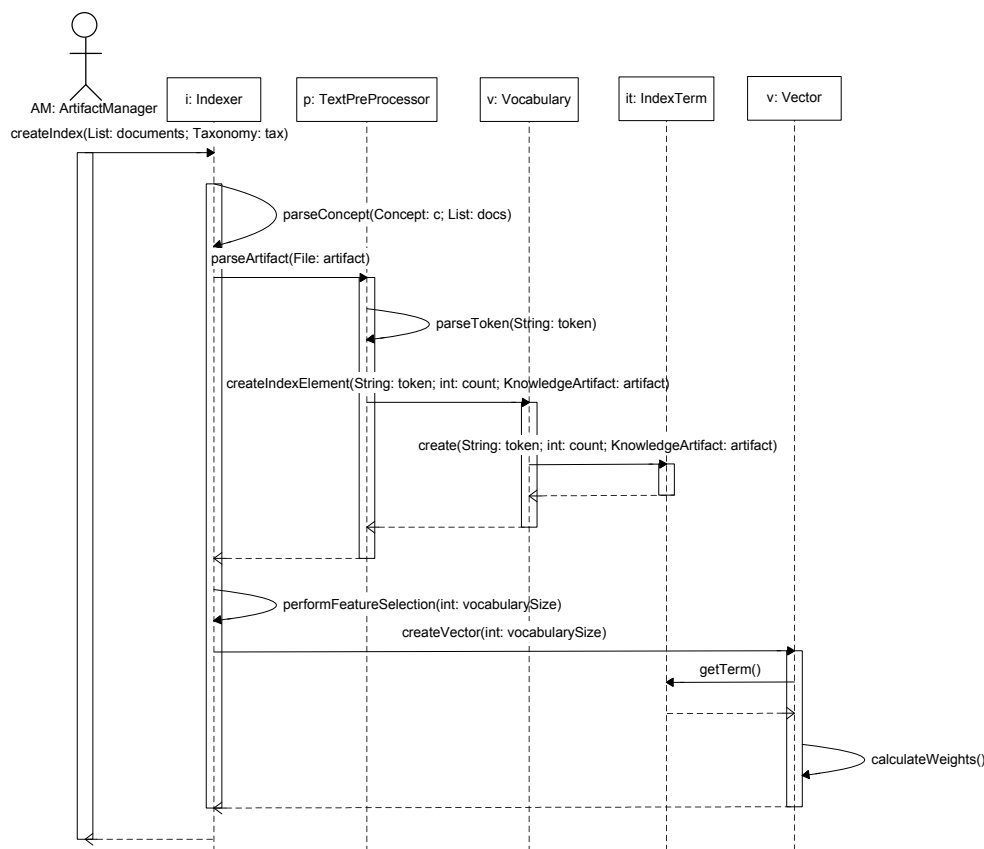 i: Indexer
p: TextPreProcessor
v: Vocabulary
it: IndexTerm
v: Vector
AM: ArtifactManager
createIndex(List: documents; Taxonomy: tax)
parseConcept(Concept: c; List: docs)
parseArtifact(File: artifact)
parseToken(String: token)
createIndexElement(String: token; int: count; KnowledgeArtifact: artifact)
create(String: token; int: count; KnowledgeArtifact: artifact)
performFeatureSelection(int: vocabularySize)
createVector(int: vocabularySize)
getTerm()
calculateWeights()